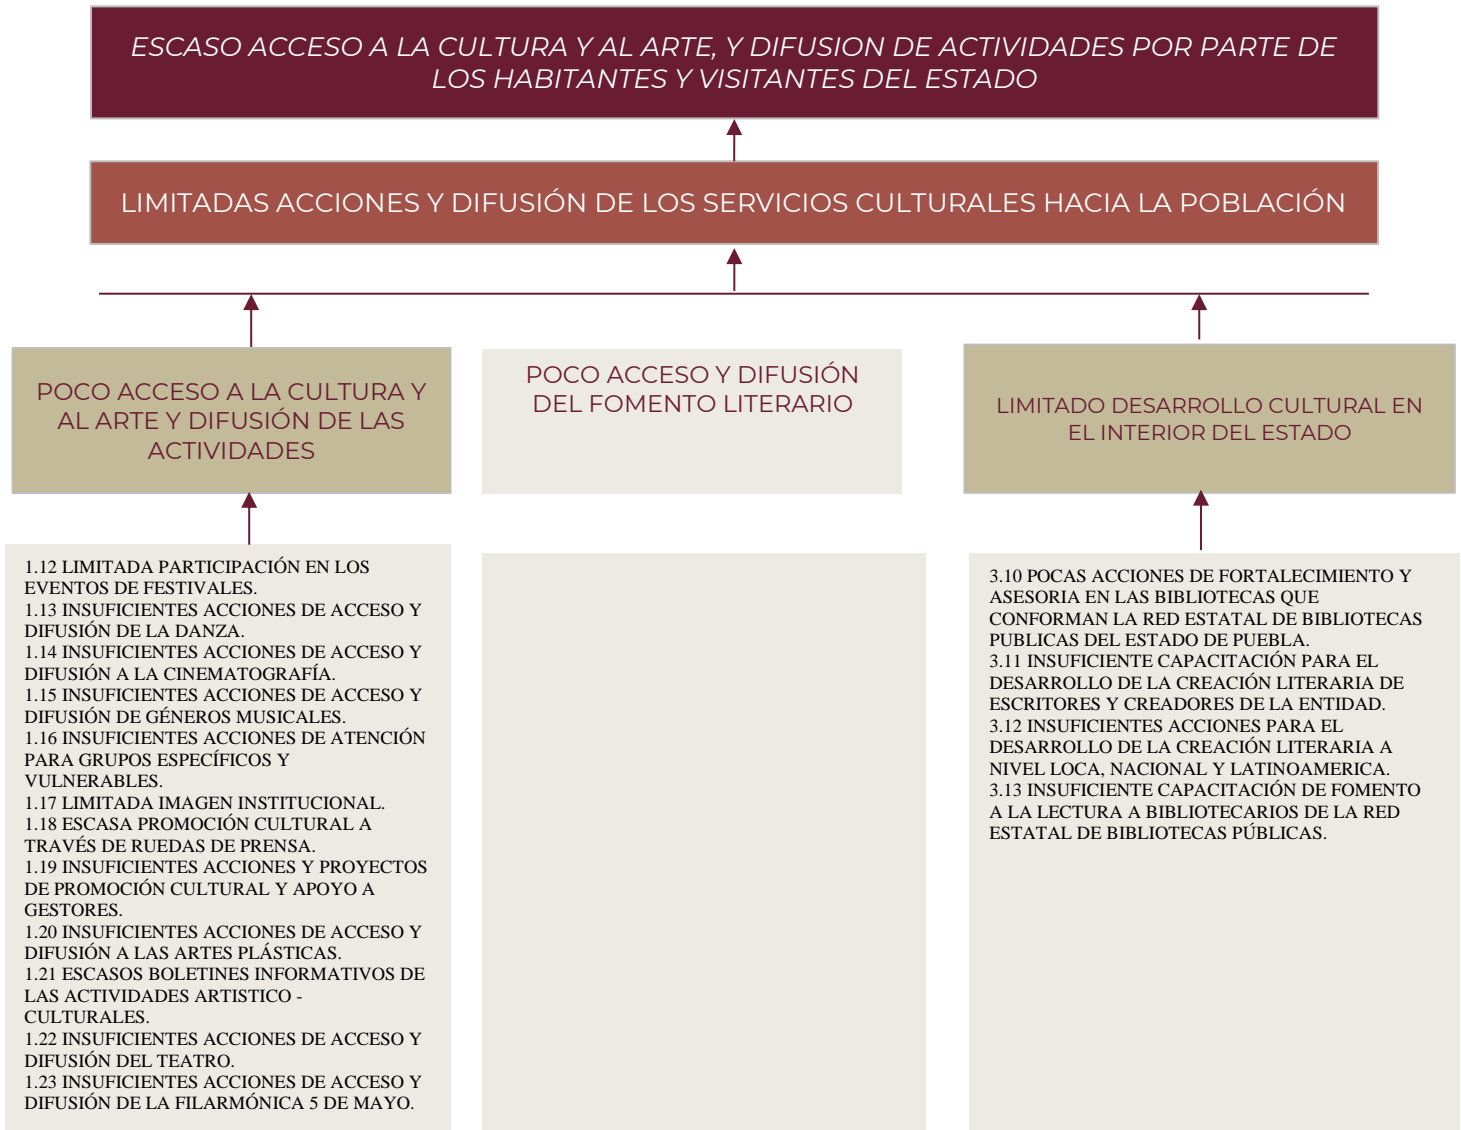 ESCASO ACCESO A LA CULTURA Y AL ARTE, Y DIFUSION DE ACTIVIDADES POR PARTE DE
LOS HABITANTES Y VISITANTES DEL ESTADO
LIMITADAS ACCIONES Y DIFUSIÓN DE LOS SERVICIOS CULTURALES HACIA LA POBLACIÓN
POCO ACCESO A LA CULTURA Y
AL ARTE Y DIFUSIÓN DE LAS
ACTIVIDADES
POCO ACCESO Y DIFUSIÓN
DEL FOMENTO LITERARIO
LIMITADO DESARROLLO CULTURAL EN
EL INTERIOR DEL ESTADO
1.12 LIMITADA PARTICIPACIÓN EN LOS
EVENTOS DE FESTIVALES.
1.13 INSUFICIENTES ACCIONES DE ACCESO Y
DIFUSIÓN DE LA DANZA.
1.14 INSUFICIENTES ACCIONES DE ACCESO Y
DIFUSIÓN A LA CINEMATOGRAFÍA.
1.15 INSUFICIENTES ACCIONES DE ACCESO Y
DIFUSIÓN DE GÉNEROS MUSICALES.
1.16 INSUFICIENTES ACCIONES DE ATENCIÓN
PARA GRUPOS ESPECÍFICOS Y
VULNERABLES.
1.17 LIMITADA IMAGEN INSTITUCIONAL.
1.18 ESCASA PROMOCIÓN CULTURAL A
TRAVÉS DE RUEDAS DE PRENSA.
1.19 INSUFICIENTES ACCIONES Y PROYECTOS
DE PROMOCIÓN CULTURAL Y APOYO A
GESTORES.
1.20 INSUFICIENTES ACCIONES DE ACCESO Y
DIFUSIÓN A LAS ARTES PLÁSTICAS.
1.21 ESCASOS BOLETINES INFORMATIVOS DE
LAS ACTIVIDADES ARTISTICO -
CULTURALES.
1.22 INSUFICIENTES ACCIONES DE ACCESO Y
DIFUSIÓN DEL TEATRO.
1.23 INSUFICIENTES ACCIONES DE ACCESO Y
DIFUSIÓN DE LA FILARMÓNICA 5 DE MAYO.
3.10 POCAS ACCIONES DE FORTALECIMIENTO Y
ASESORIA EN LAS BIBLIOTECAS QUE
CONFORMAN LA RED ESTATAL DE BIBLIOTECAS
PUBLICAS DEL ESTADO DE PUEBLA.
3.11 INSUFICIENTE CAPACITACIÓN PARA EL
DESARROLLO DE LA CREACIÓN LITERARIA DE
ESCRITORES Y CREADORES DE LA ENTIDAD.
3.12 INSUFICIENTES ACCIONES PARA EL
DESARROLLO DE LA CREACIÓN LITERARIA A
NIVEL LOCA, NACIONAL Y LATINOAMERICA.
3.13 INSUFICIENTE CAPACITACIÓN DE FOMENTO
A LA LECTURA A BIBLIOTECARIOS DE LA RED
ESTATAL DE BIBLIOTECAS PÚBLICAS.